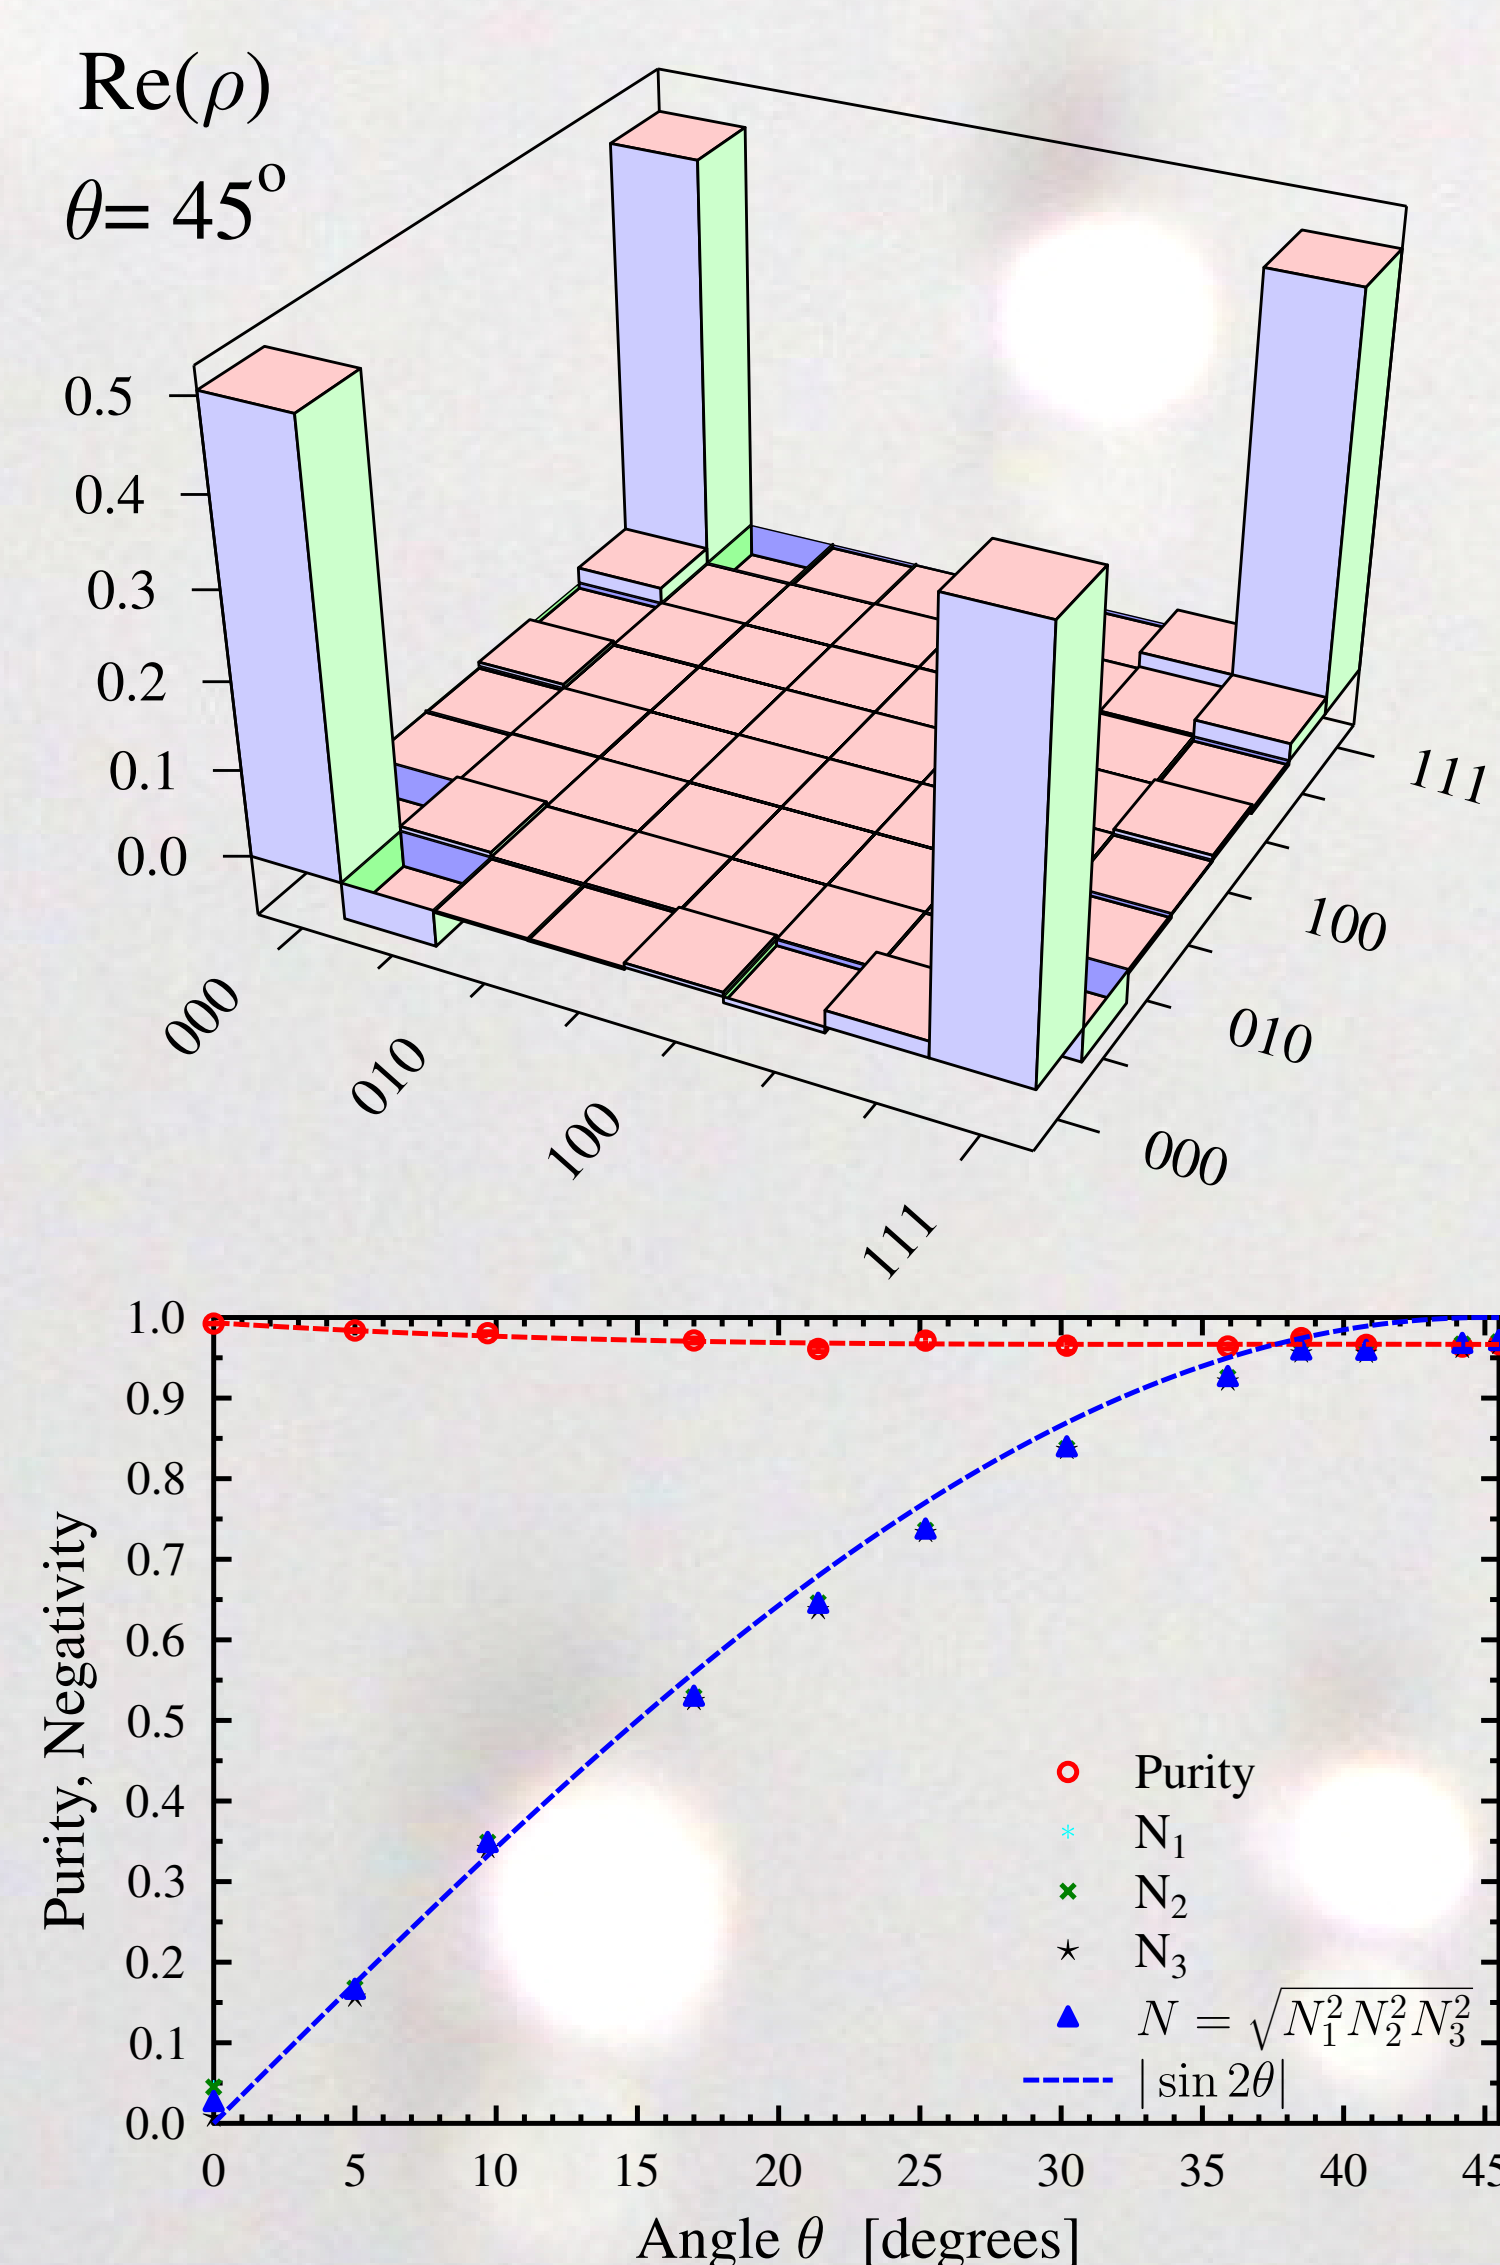 Re(ρ)
θ= 45°
0.5
0.4
0.3
0.2
0.1
0.0
000
010
100
111
000
010
100
111
1.0
0.9
0.8
0.7
0.6
0.5
0.4
0.3
0.2
0.1
0.0
Purity, Negativity
Purity
N₁
N₂
N₃
N = √N₁²N₂²N₃²
| sin 2θ|
0 5 10 15 20 25 30 35 40 45
Angle θ [degrees]